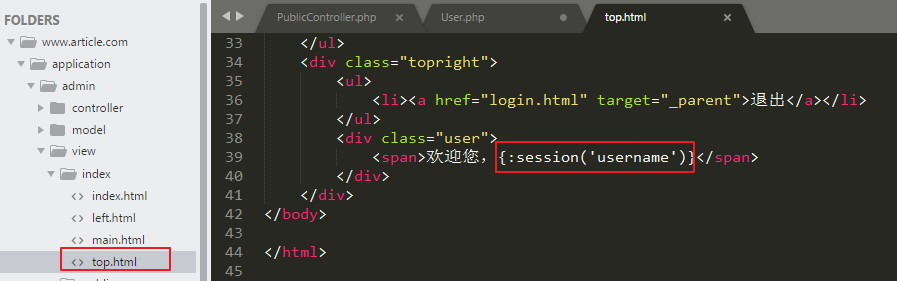 FOLDERS
www.article.com
application
admin
controller
model
view
index
index.html
left.html
main.html
top.html
PublicController.php
User.php
top.html
33 </ul>
34 <div class="topright">
35 <ul>
36 <li><a href="login.html" target="_parent">退出</a></li>
37 </ul>
38 <div class="user">
39 <span>欢迎您，{:session('username')}</span>
40 </div>
41 </div>
42 </body>
43
44 </html>
45